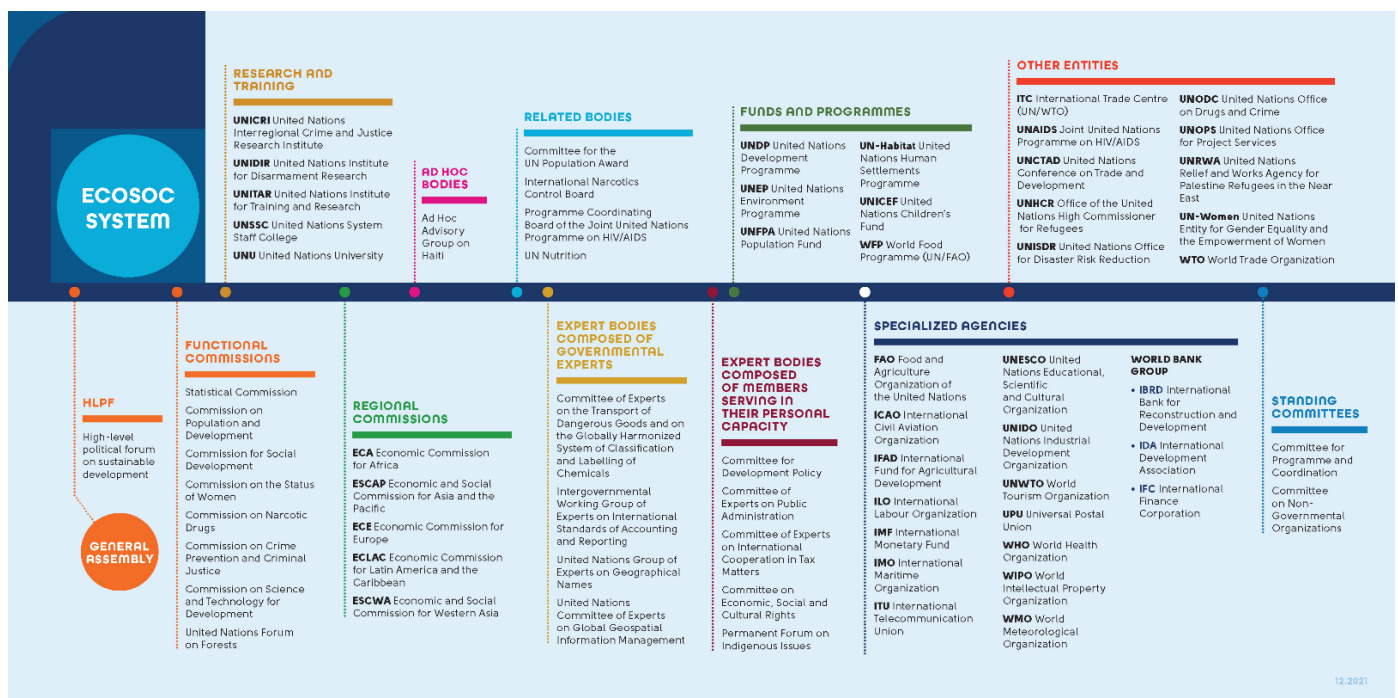 ECOSOC
SYSTEM
RESEARCH AND
TRAINING
UNICRI United Nations
Interregional Crime and Justice
Research Institute
UNIDIR United Nations Institute
for Disarmament Research
UNITAR United Nations Institute
for Training and Research
UNSSC United Nations System
Staff College
UNU United Nations University
AD HOC
BODIES
Ad Hoc
Advisory
Group on
Haiti
RELATED BODIES
Committee for the
UN Population Award
International Narcotics
Control Board
Programme Coordinating
Board of the Joint United Nations
Programme on HIV/AIDS
UN Nutrition
FUNDS AND PROGRAMMES
UNDP United Nations
Development
Programme
UNEP United Nations
Environment
Programme
UNFPA United Nations
Population Fund
UN-Habitat United
Nations Human
Settlements
Programme
UNICEF United
Nations Children's
Fund
WFP World Food
Programme (UN/FAO)
OTHER ENTITIES
ITC International Trade Centre
(UN/WTO)
UNAIDS Joint United Nations
Programme on HIV/AIDS
UNCTAD United Nations
Conference on Trade and
Development
UNHCR Office of the United
Nations High Commissioner
for Refugees
UNISDR United Nations Office
for Disaster Risk Reduction
UNODC United Nations Office
on Drugs and Crime
UNOPS United Nations Office
for Project Services
UNRWA United Nations
Relief and Works Agency for
Palestine Refugees in the Near
East
UN-Women United Nations
Entity for Gender Equality and
the Empowerment of Women
WTO World Trade Organization
HLPF
High-level
political forum
on sustainable
development
GENERAL
ASSEMBLY
FUNCTIONAL
COMMISSIONS
Statistical Commission
Commission on
Population and
Development
Commission for Social
Development
Commission on the Status
of Women
Commission on Narcotic
Drugs
Commission on Crime
Prevention and Criminal
Justice
Commission on Science
and Technology for
Development
United Nations Forum
on Forests
REGIONAL
COMMISSIONS
ECA Economic Commission
for Africa
ESCAP Economic and Social
Commission for Asia and the
Pacific
ECE Economic Commission for
Europe
ECLAC Economic Commission
for Latin America and the
Caribbean
ESCWA Economic and Social
Commission for Western Asia
EXPERT BODIES
COMPOSED OF
GOVERNMENTAL
EXPERTS
Committee of Experts
on the Transport of
Dangerous Goods and on
the Globally Harmonized
System of Classification
and Labelling of
Chemicals
Intergovernmental
Working Group of
Experts on International
Standards of Accounting
and Reporting
United Nations Group of
Experts on Geographical
Names
United Nations
Committee of Experts
on Global Geospatial
Information Management
EXPERT BODIES
COMPOSED
OF MEMBERS
SERVING IN
THEIR PERSONAL
CAPACITY
Committee for
Development Policy
Committee of
Experts on Public
Administration
Committee of Experts
on International
Cooperation in Tax
Matters
Committee on
Economic, Social and
Cultural Rights
Permanent Forum on
Indigenous Issues
SPECIALIZED AGENCIES
FAO Food and
Agriculture
Organization of
the United Nations
ICAO International
Civil Aviation
Organization
IFAD International
Fund for Agricultural
Development
ILO International
Labour Organization
IMF International
Monetary Fund
IMO International
Maritime
Organization
ITU International
Telecommunication
Union
UNESCO United
Nations Educational,
Scientific
and Cultural
Organization
UNIDO United
Nations Industrial
Development
Organization
UNWTO World
Tourism Organization
UPU Universal Postal
Union
WHO World Health
Organization
WIPO World
Intellectual Property
Organization
WMO World
Meteorological
Organization
WORLD BANK
GROUP
• IBRD International
Bank for
Reconstruction and
Development
• IDA International
Development
Association
• IFC International
Finance
Corporation
STANDING
COMMITTEES
Committee for
Programme and
Coordination
Committee
on Non-
Governmental
Organizations
12.2021